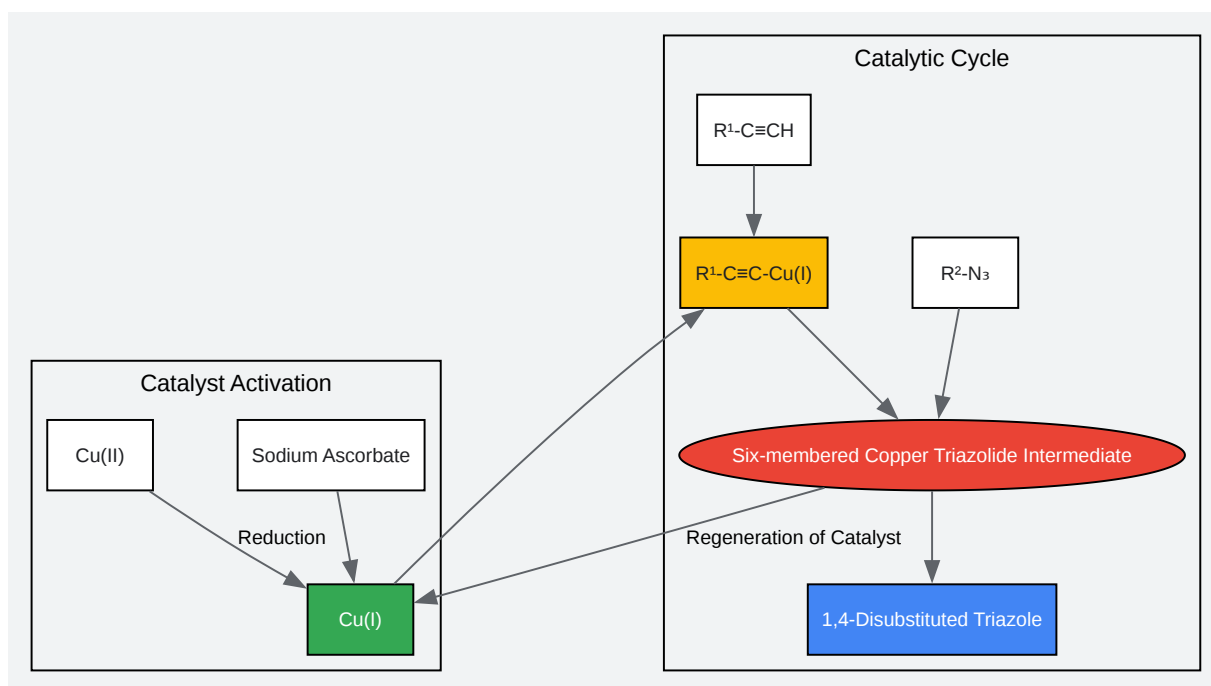 Catalytic Cycle
R¹-C≡CH
R¹-C≡C-Cu(I)
R²-N₃
Catalyst Activation
Cu(II)
Sodium Ascorbate
Six-membered Copper Triazolide Intermediate
Reduction
Regeneration of Catalyst
Cu(I)
1,4-Disubstituted Triazole